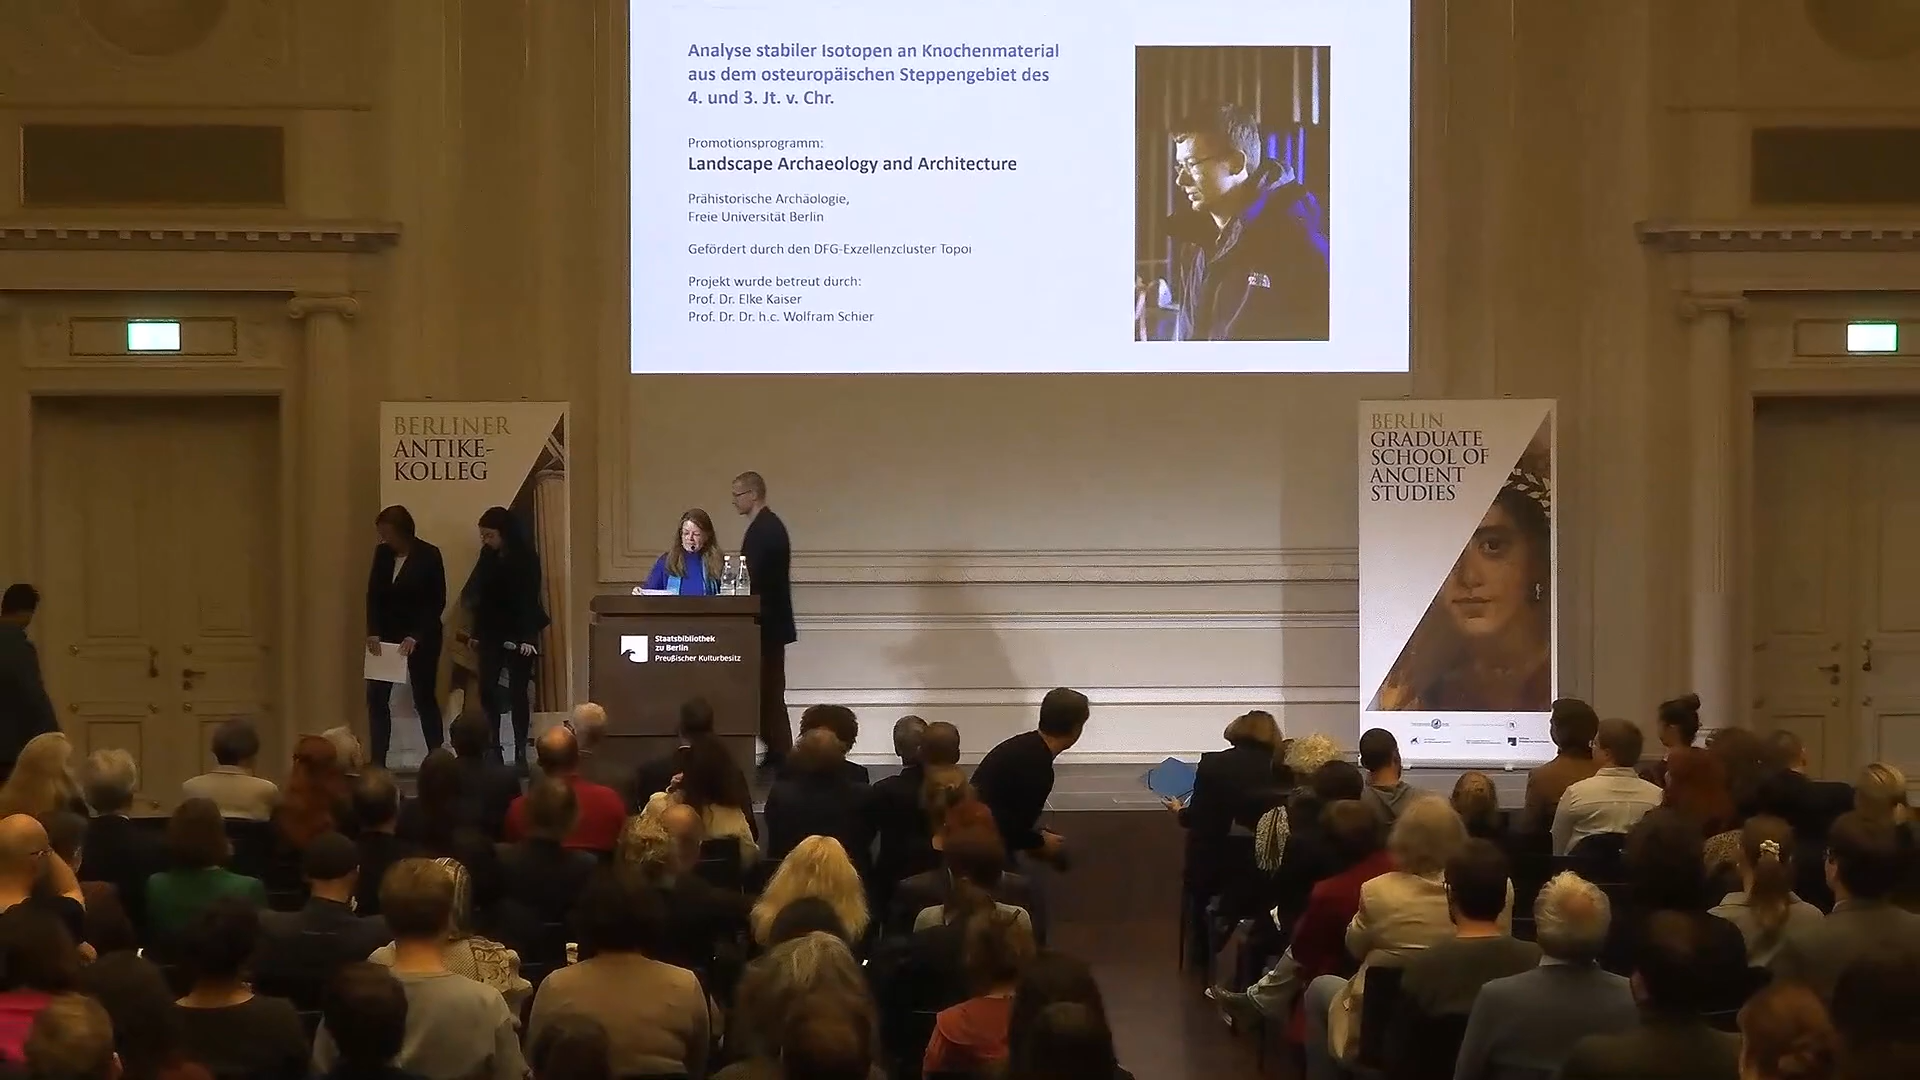 Analyse stabiler Isotopen an Knochenmaterial
aus dem osteuropäischen Steppengebiet des
4. und 3. Jt. v. Chr.
Promotionsprogramm:
Landscape Archaeology and Architecture
Prähistorische Archäologie,
Freie Universität Berlin
Gefördert durch den DFG-Exzellenzcluster Topoi
Projekt wurde betreut durch:
Prof. Dr. Elke Kaiser
Prof. Dr. Dr. h.c. Wolfram Schier
BERLINER
ANTIKE-
KOLLEG
BERLIN
GRADUATE
SCHOOL OF
ANCIENT
STUDIES
Staatsbibliothek
zu Berlin
Preußischer Kulturbesitz